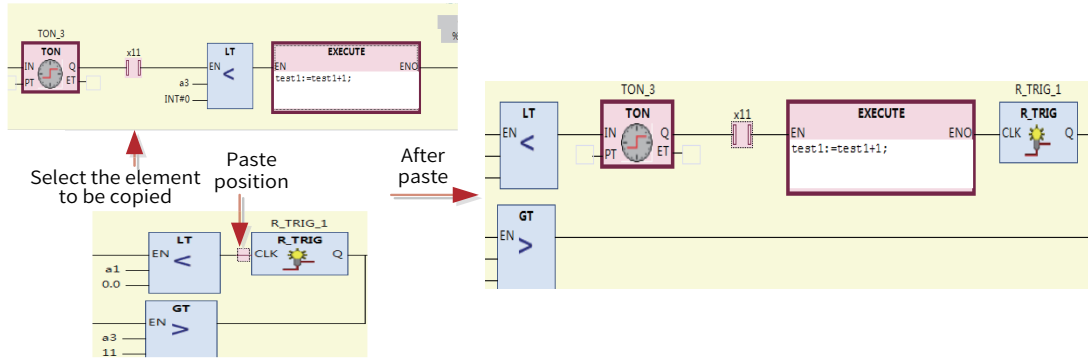 TON_3
TON
IN Q
PT ET
x11
LT
EN
<
a3
INT#0
EXECUTE
EN ENO
test1:=test1+1;
%
Select the element
to be copied
Paste
position
After
paste
R_TRIG_1
LT
EN
<
a1
0.0
R_TRIG
CLK Q
GT
EN
>
a3
11
LT
EN
<
TON_3
TON
IN Q
PT ET
x11
EXECUTE
EN ENO
test1:=test1+1;
R_TRIG_1
R_TRIG
CLK Q
GT
EN
>